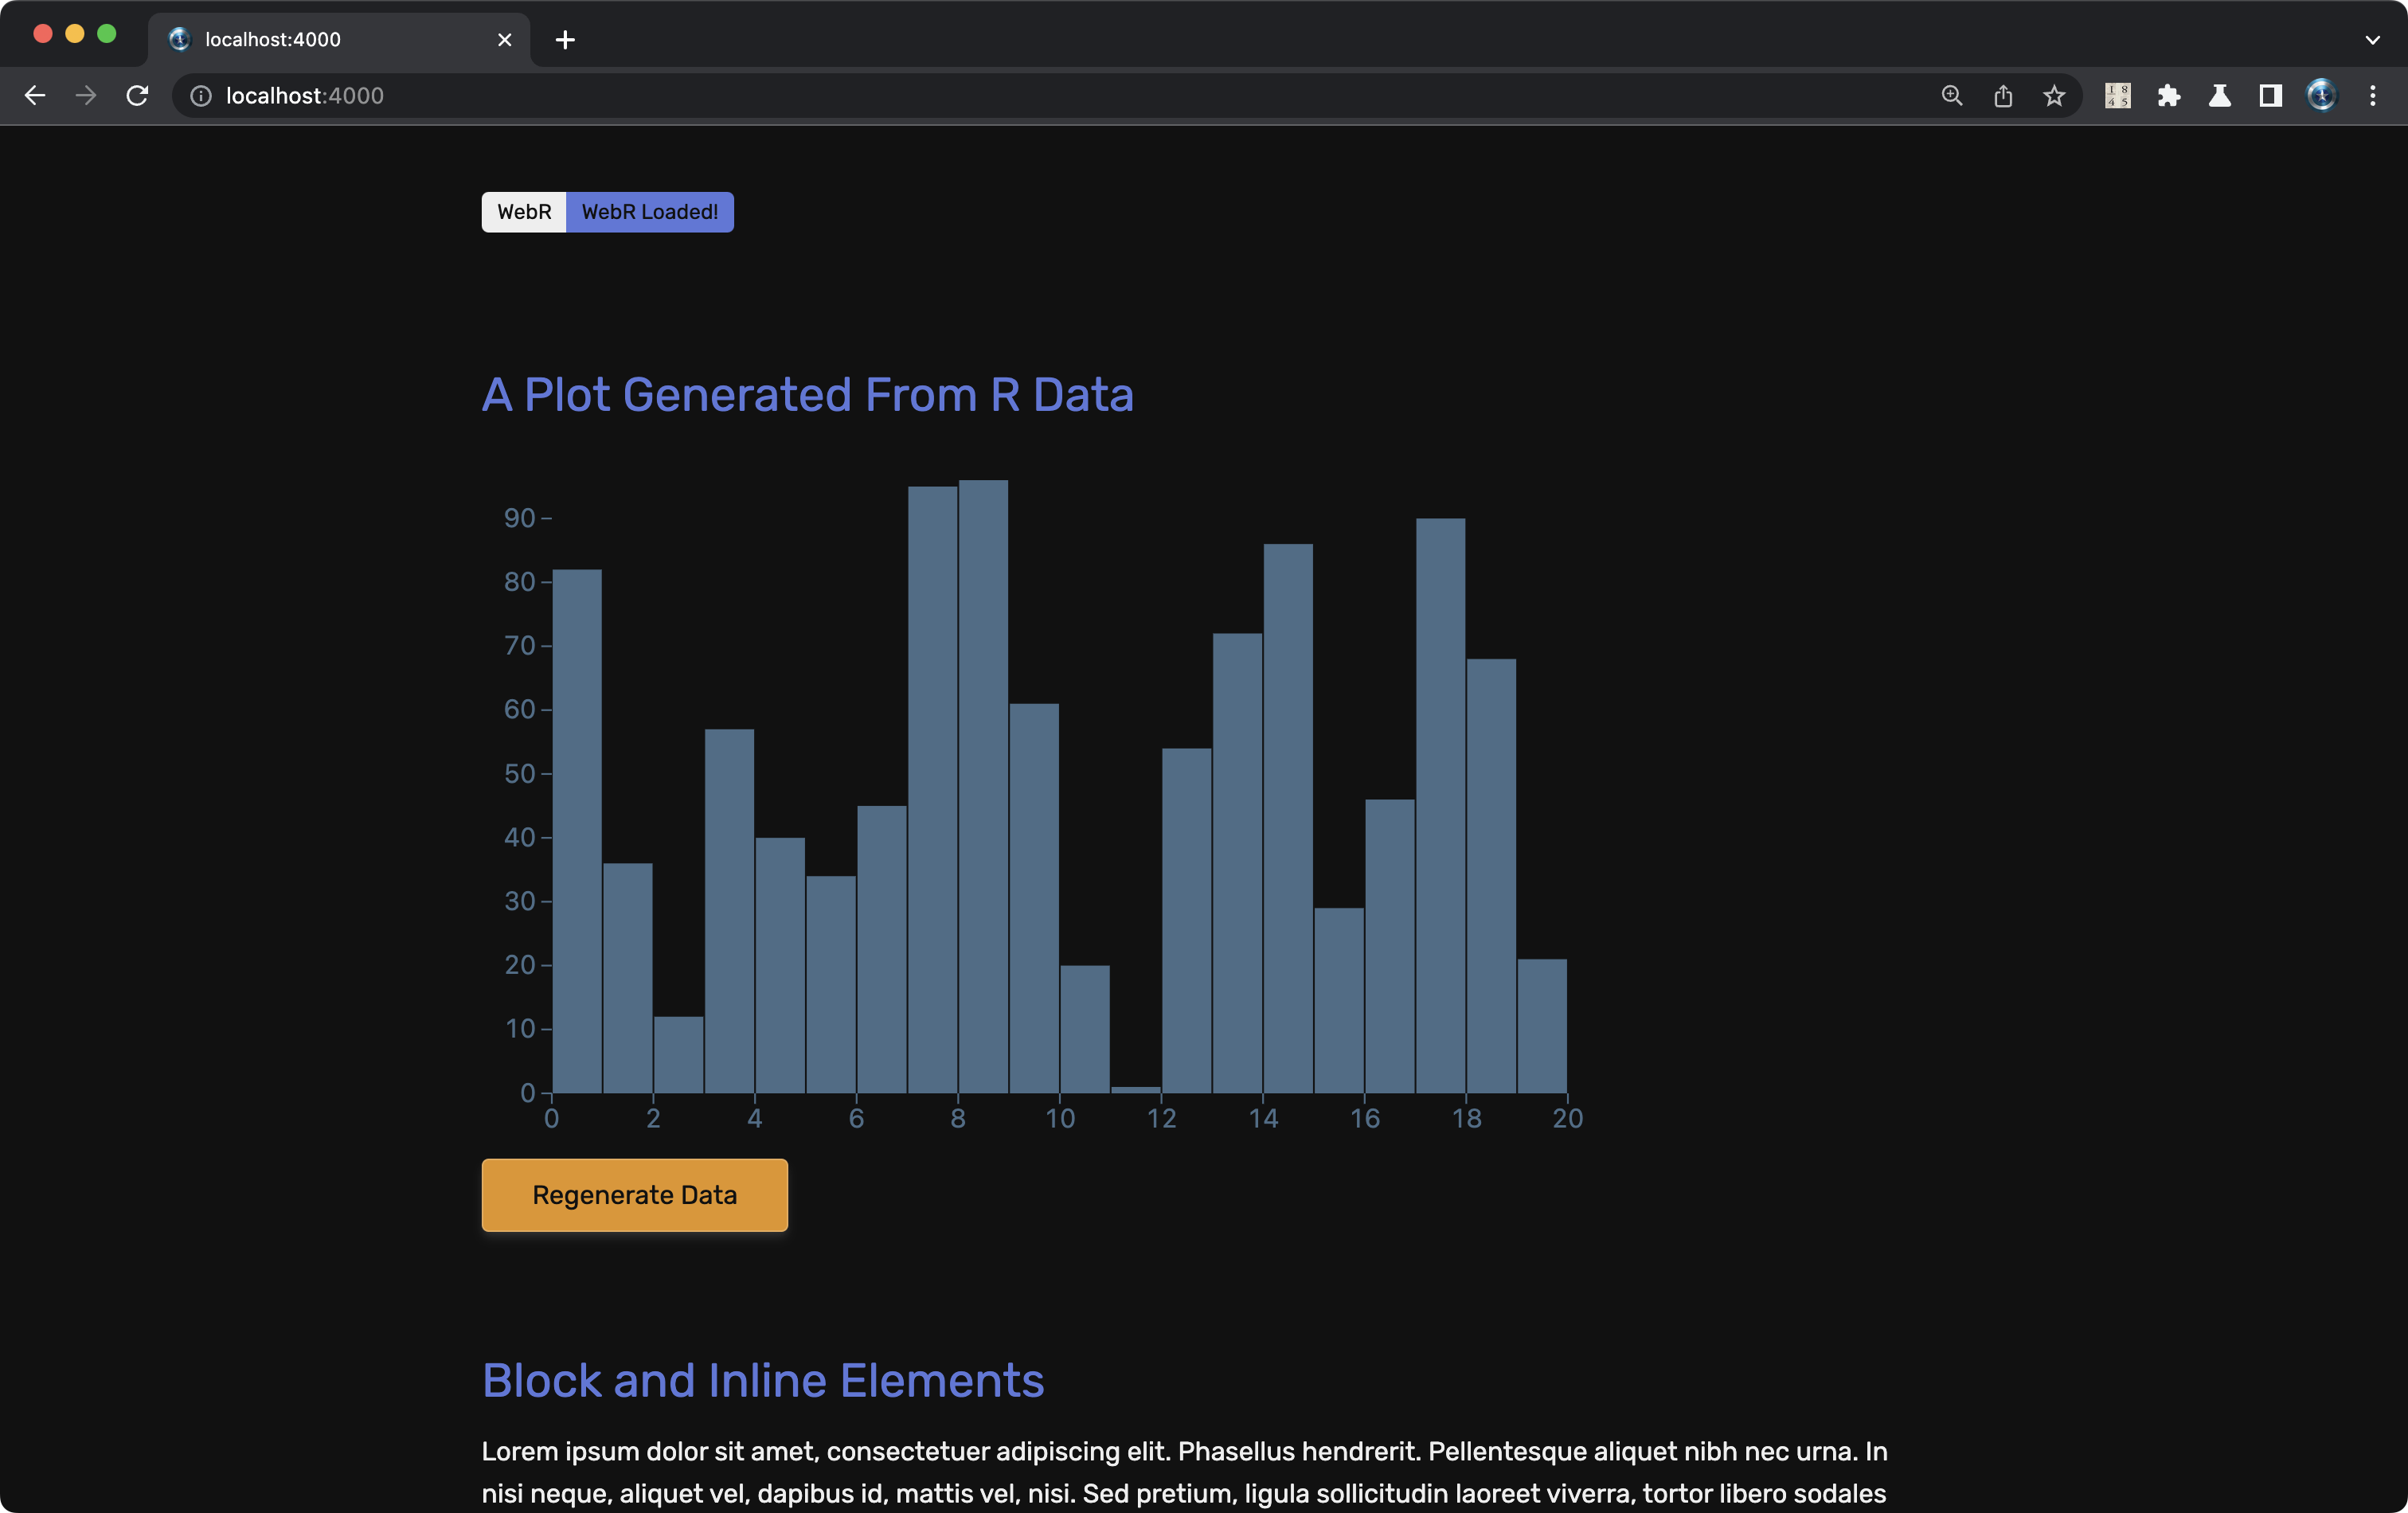 localhost:4000
localhost:4000
I 8
4 5
WebR WebR Loaded!
A Plot Generated From R Data
90
80
70
60
50
40
30
20
10
0
0 2 4 6 8 10 12 14 16 18 20
Regenerate Data
Block and Inline Elements
Lorem ipsum dolor sit amet, consectetuer adipiscing elit. Phasellus hendrerit. Pellentesque aliquet nibh nec urna. In
nisi neque, aliquet vel, dapibus id, mattis vel, nisi. Sed pretium, ligula sollicitudin laoreet viverra, tortor libero sodales